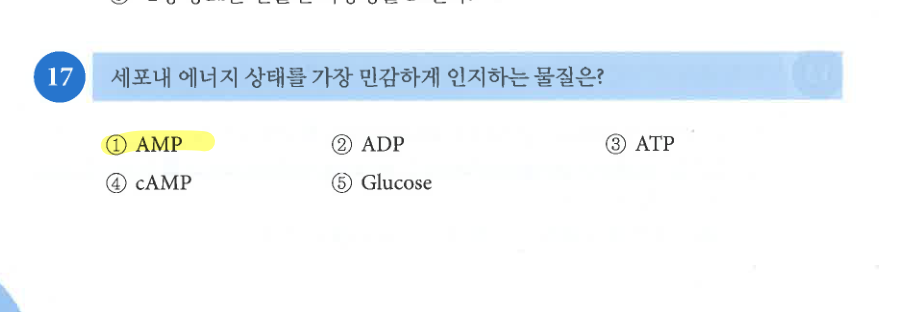 17 세포내 에너지 상태를 가장 민감하게 인지하는 물질은?
① AMP ② ADP ③ ATP
④ cAMP ⑤ Glucose